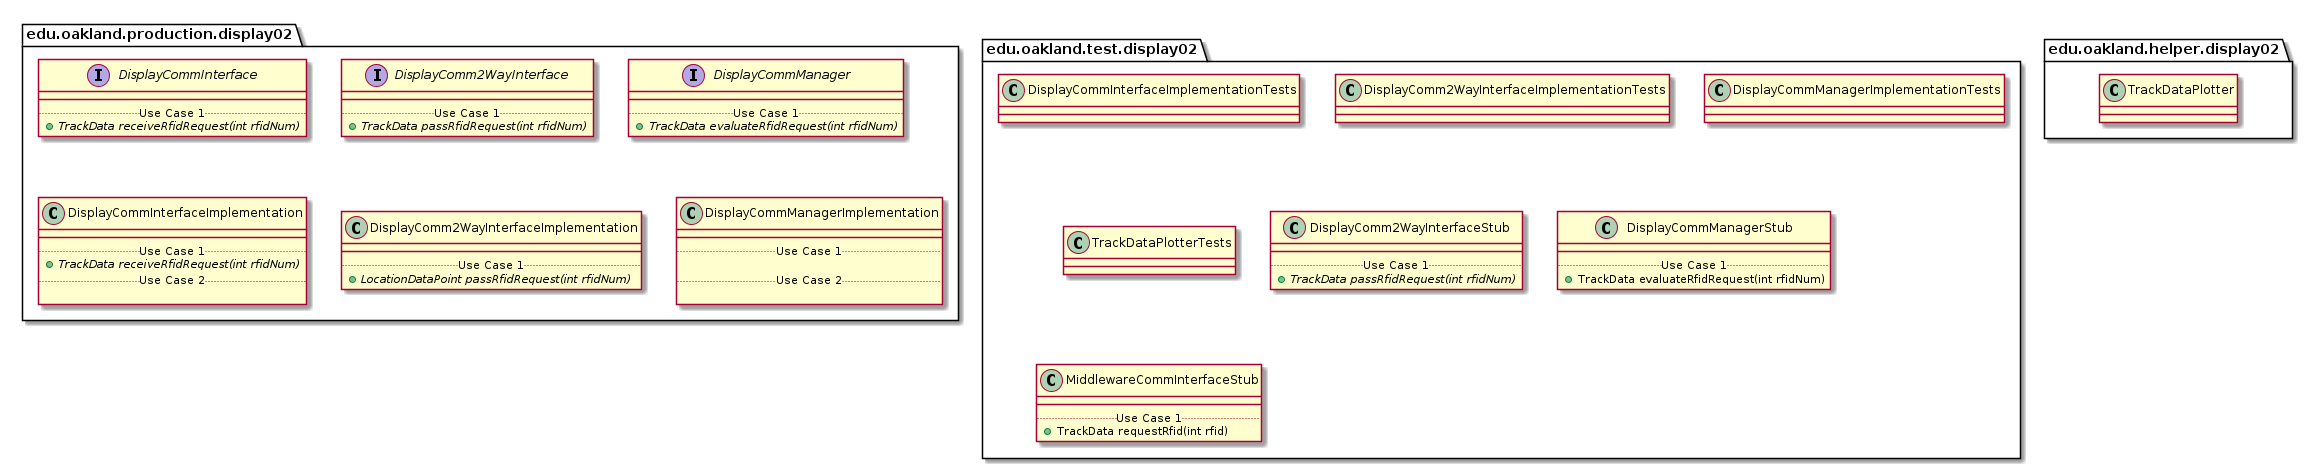 edu.oakland.production.display02
I DisplayCommInterface
Use Case 1
TrackData receiveRfidRequest(int rfidNum)
I DisplayComm2WayInterface
Use Case 1
TrackData passRfidRequest(int rfidNum)
I DisplayCommManager
Use Case 1
TrackData evaluateRfidRequest(int rfidNum)
C DisplayCommInterfaceImplementation
Use Case 1
TrackData receiveRfidRequest(int rfidNum)
Use Case 2
C DisplayComm2WayInterfaceImplementation
Use Case 1
LocationDataPoint passRfidRequest(int rfidNum)
C DisplayCommManagerImplementation
Use Case 1
Use Case 2
edu.oakland.test.display02
C DisplayCommInterfaceImplementationTests
C DisplayComm2WayInterfaceImplementationTests
C DisplayCommManagerImplementationTests
C TrackDataPlotterTests
C DisplayComm2WayInterfaceStub
Use Case 1
TrackData passRfidRequest(int rfidNum)
C DisplayCommManagerStub
Use Case 1
TrackData evaluateRfidRequest(int rfidNum)
C MiddlewareCommInterfaceStub
Use Case 1
TrackData requestRfid(int rfid)
edu.oakland.helper.display02
C TrackDataPlotter